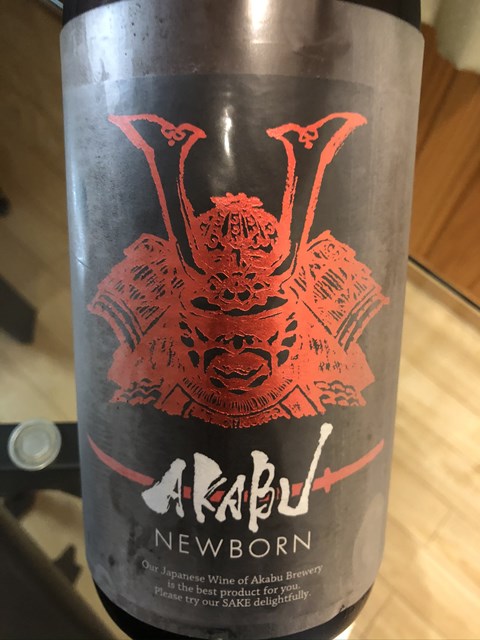 AKABU
NEWBORN
Our Japanese Wine of Akabu Brewery
is the best product for you.
Please try our SAKE delightfully.